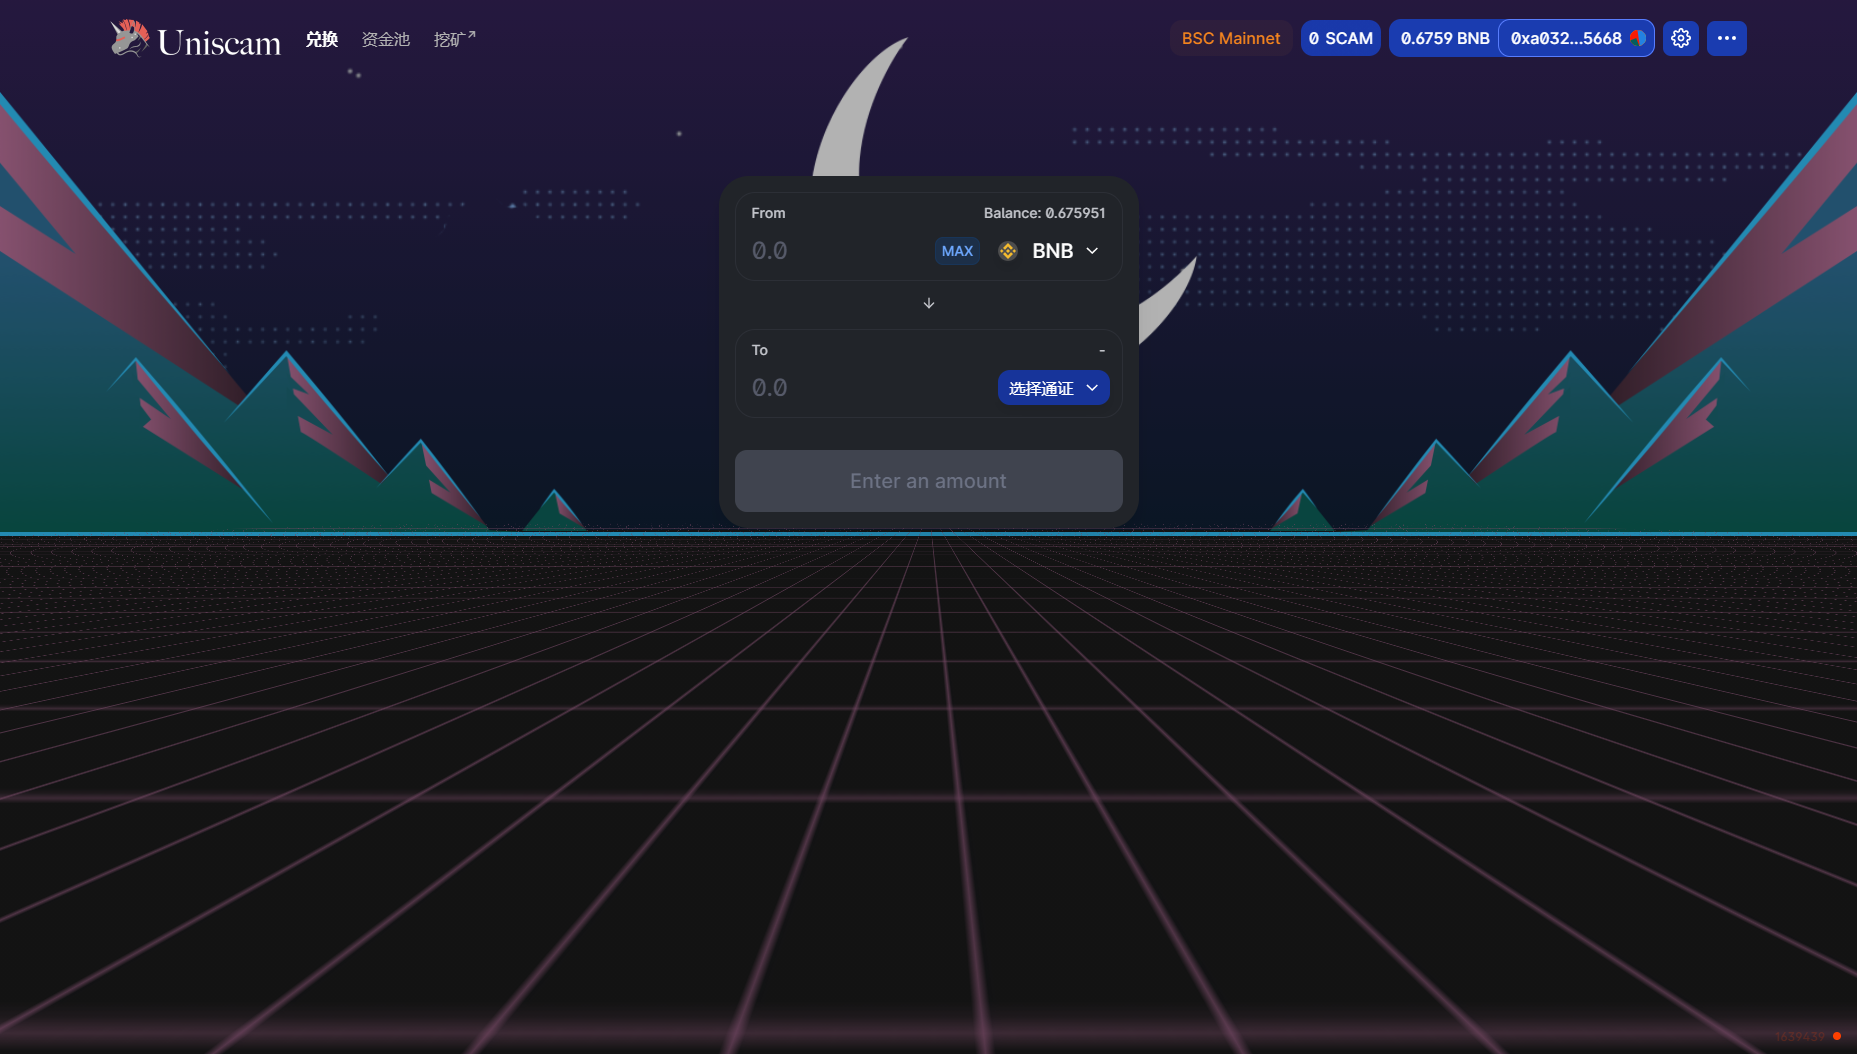 Uniscam 兑换 资金池 挖矿↗ BSC Mainnet 0 SCAM 0.6759 BNB 0xa032...5668
From Balance: 0.675951
0.0 MAX BNB
To -
0.0 选择通证
Enter an amount
1639439